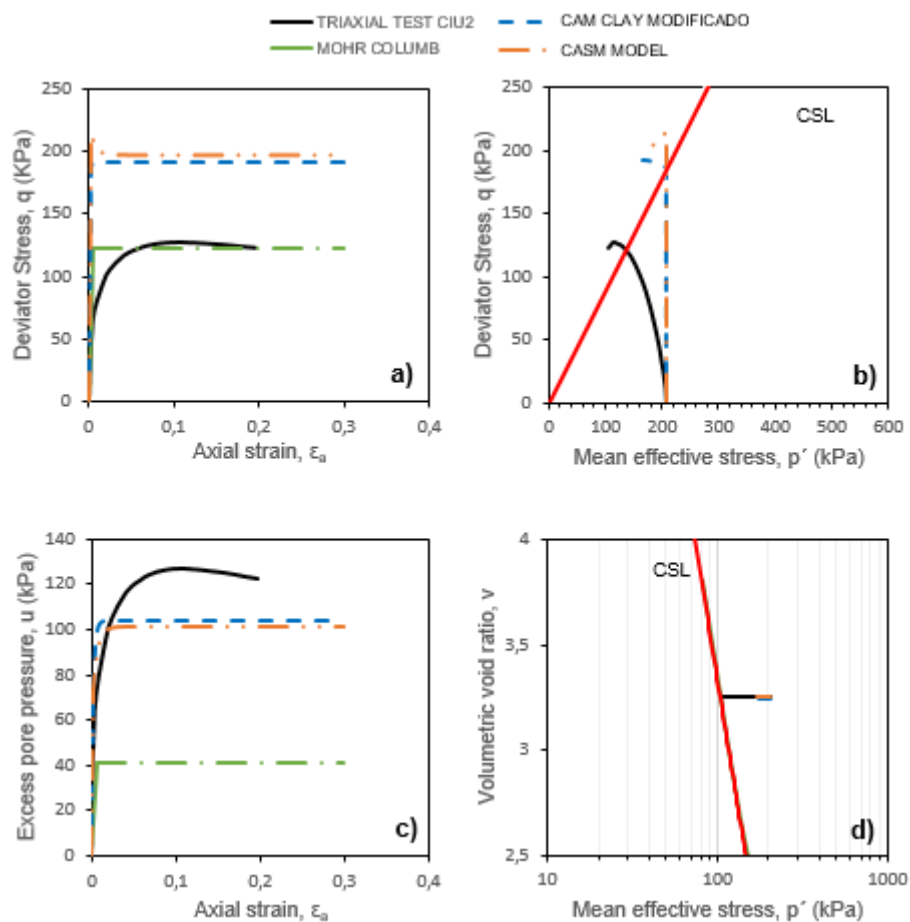 TRIAXIAL TEST CIU2
CAM CLAY MODIFICADO
MOHR COLUMB
CASM MODEL
250
200
150
100
50
0
Deviator Stress, q (KPa)
0
0,1
0,2
0,3
0,4
Axial strain, εa
a)
250
200
150
100
50
0
Deviator Stress, q (kPa)
CSL
0
100
200
300
400
500
600
Mean effective stress, p´ (kPa)
b)
140
120
100
80
60
40
20
0
Excess pore pressure, u (kPa)
0
0,1
0,2
0,3
0,4
Axial strain, εa
c)
4
3,5
3
2,5
Volumetric void ratio, v
CSL
10
100
1000
Mean effective stress, p´ (kPa)
d)